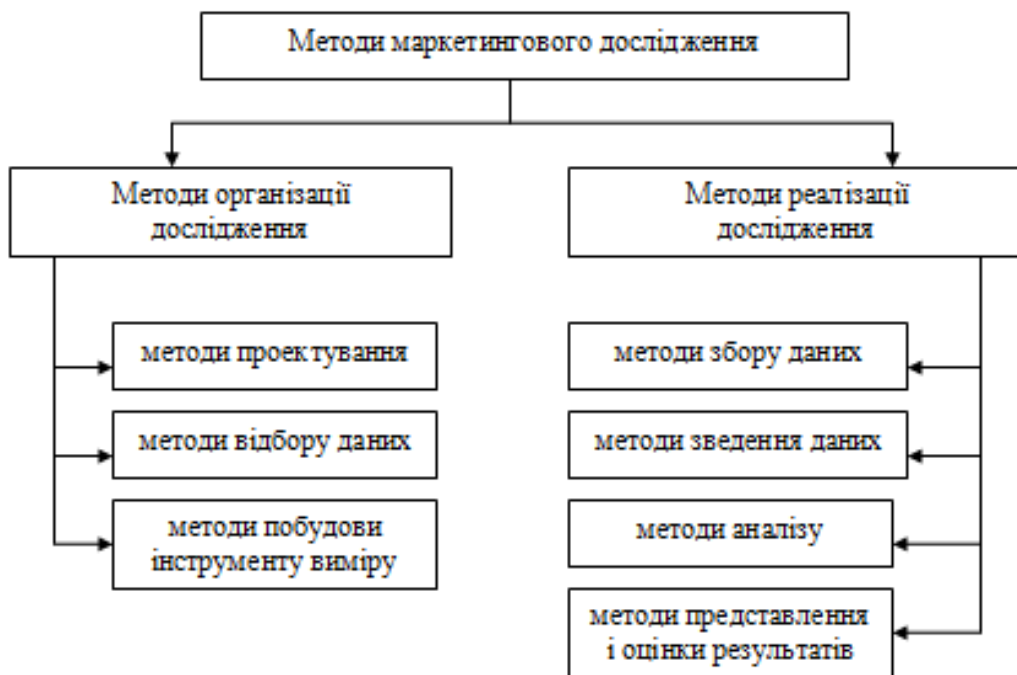 Методи маркетингового дослідження
Методи організації
дослідження
методи проектування
методи відбору даних
методи побудови
інструменту виміру
Методи реалізації
дослідження
методи збору даних
методи зведення даних
методи аналізу
методи представлення
і оцінки результатів